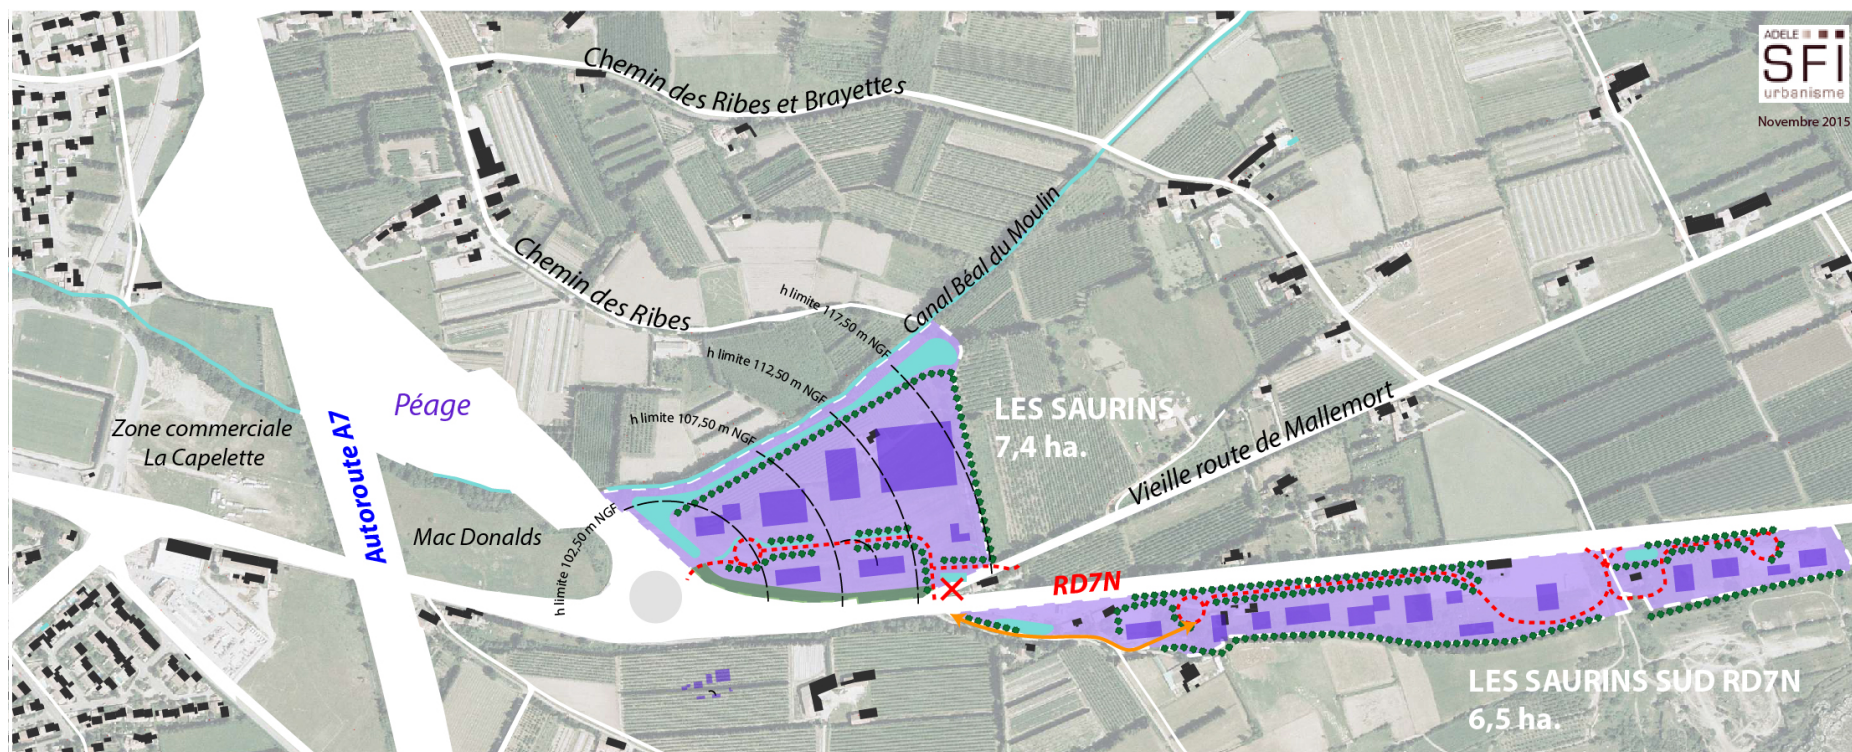 ADELE
SFI
urbanisme
Novembre 2015
Chemin des Ribes et Brayettes
Canal Béal du Moulin
Chemin des Ribes
h limite 117,50 m NGF
h limite 112,50 m NGF
h limite 107,50 m NGF
h limite 102,50 m NGF
Péage
Zone commerciale
La Capelette
Autoroute A7
Mac Donalds
LES SAURINS
7,4 ha.
Vieille route de Mallemort
RD7N
LES SAURINS SUD RD7N
6,5 ha.